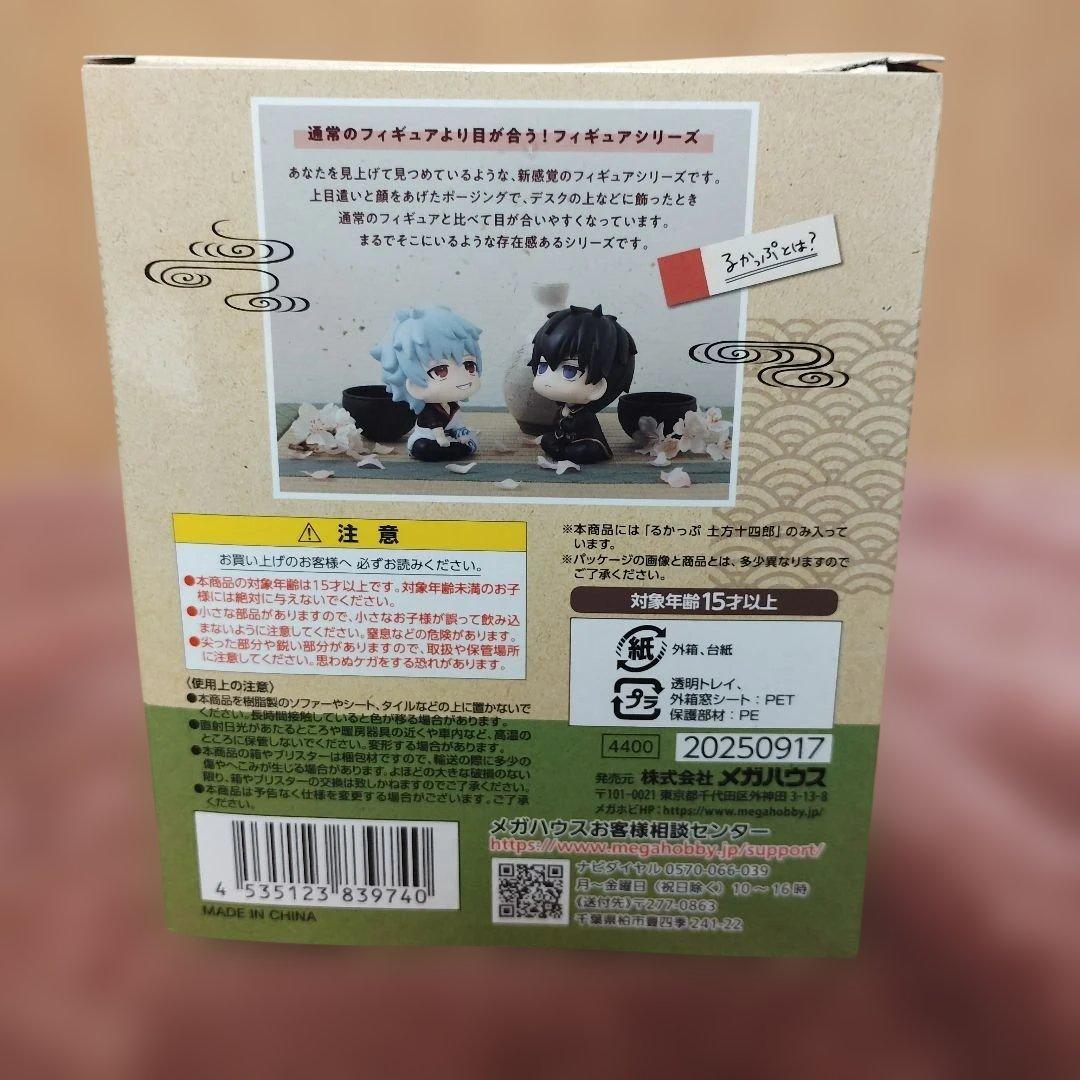 通常のフィギュアより目が合う！フィギュアシリーズ
あなたを見上げて見つめているような、新感覚のフィギュアシリーズです。
上目遣いと顔をあげたポージングで、デスクの上などに飾ったとき
通常のフィギュアと比べて目が合いやすくなっています。
まるでそこにいるような存在感あるシリーズです。
るかっぷとは？
注意
お買い上げのお客様へ 必ずお読みください。
●本商品の対象年齢は15才以上です。対象年齢未満のお子
様には絶対に与えないでください。
●小さな部品がありますので、小さなお子様が誤って飲み込
まないように注意してください。窒息などの危険があります。
●尖った部分や鋭い部分がありますので、取扱や保管場所
に注意してください。思わぬケガをする恐れがあります。
〈使用上の注意〉
●本商品を樹脂製のソファーやシート、タイルなどの上に置かないで
ください。長時間接触していると色が移る場合があります。
●直射日光があたるところや暖房器具の近くや車内など、高温の
ところに保管しないでください。変形する場合があります。
●本商品の箱やブリスターは梱包材ですので、輸送の際に多少の
傷やへこみが生じる場合があります。よほどの大きな破損のない
限り、箱やブリスターの交換は致しかねますのでご了承ください。
●本商品は予告なく仕様を変更する場合がございます。ご了承
ください。
4 535123 839740
MADE IN CHINA
※本商品には「るかっぷ 土方十四郎」のみ入って
います。
※パッケージの画像と商品とは、多少異なりますので
ご了承ください。
対象年齢15才以上
紙 外箱、台紙
プラ 透明トレイ、
外箱窓シート：PET
保護部材：PE
4400 20250917
発売元 株式会社 メガハウス
〒101-0021 東京都千代田区外神田 3-13-8
メガホビHP：https://www.megahobby.jp/
メガハウスお客様相談センター
https://www.megahobby.jp/support/
ナビダイヤル 0570-066-039
月～金曜日（祝日除く）10～16時
〈送付先〉〒277-0863
千葉県柏市豊四季241-22